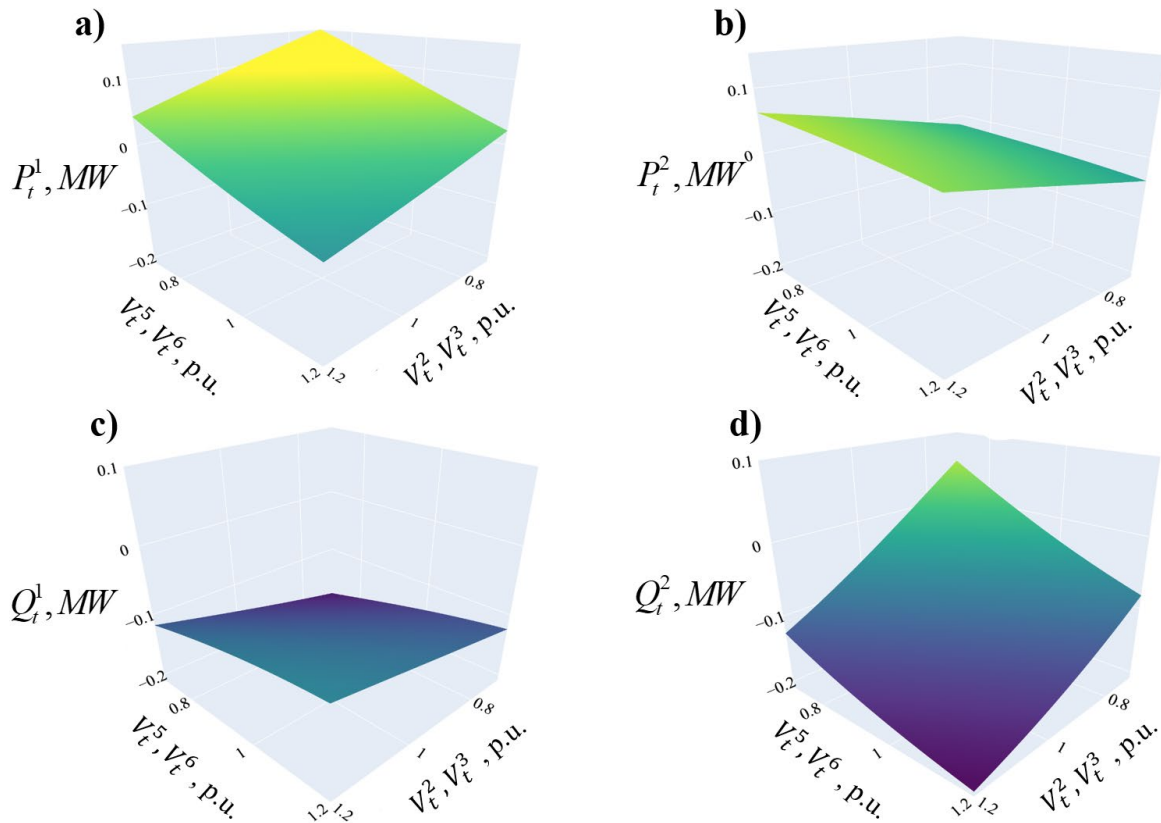 a)
0.1
0
−0.1
−0.2
P_t^1, MW
0.8
1
1.2
V_t^5, V_t^6, p.u.
0.8
1
1.2
V_t^2, V_t^3, p.u.
b)
0.1
0
−0.1
−0.2
P_t^2, MW
0.8
1
1.2
V_t^5, V_t^6, p.u.
0.8
1
1.2
V_t^2, V_t^3, p.u.
c)
0.1
0
−0.1
−0.2
Q_t^1, MW
0.8
1
1.2
V_t^5, V_t^6, p.u.
0.8
1
1.2
V_t^2, V_t^3, p.u.
d)
0.1
0
−0.1
−0.2
Q_t^2, MW
0.8
1
1.2
V_t^5, V_t^6, p.u.
0.8
1
1.2
V_t^2, V_t^3, p.u.